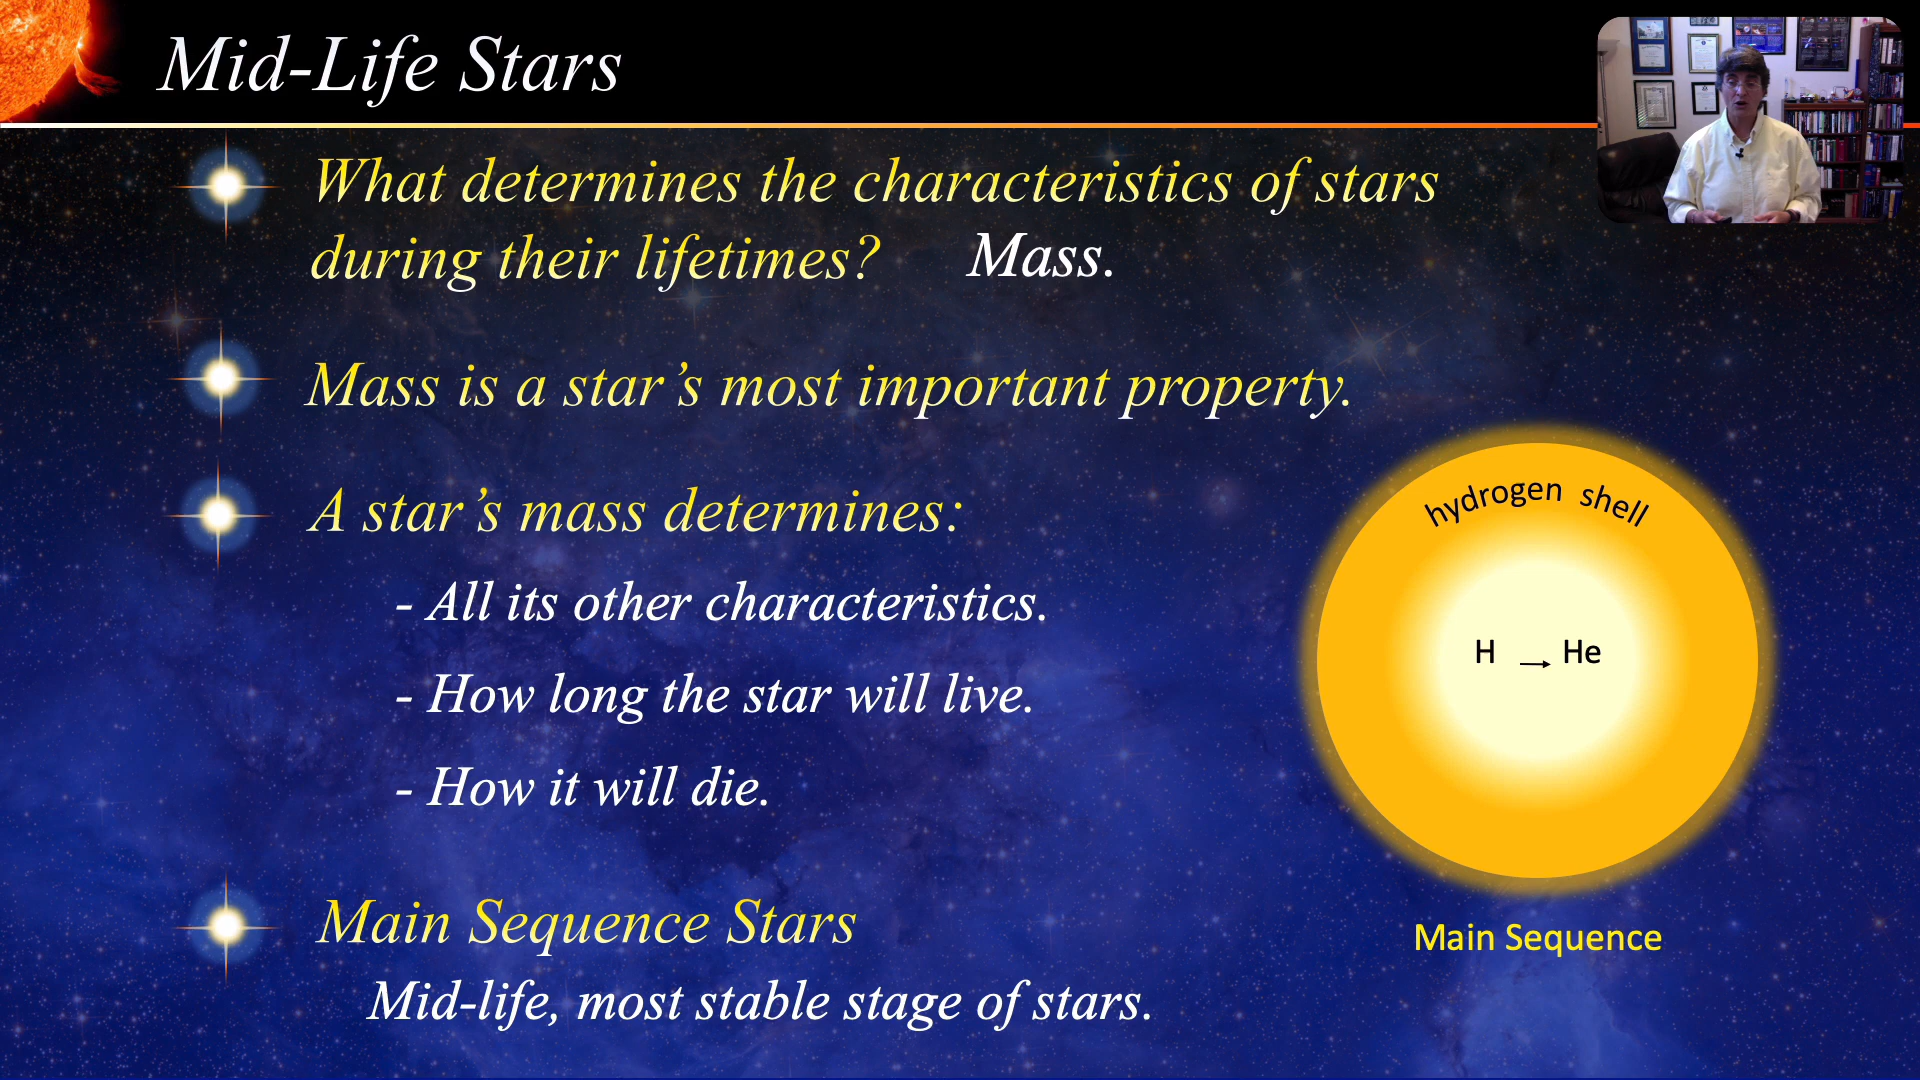 Mid-Life Stars
What determines the characteristics of stars
during their lifetimes? Mass.
Mass is a star’s most important property.
A star’s mass determines:
- All its other characteristics.
- How long the star will live.
- How it will die.
hydrogen shell
H → He
Main Sequence
Main Sequence Stars
Mid-life, most stable stage of stars.